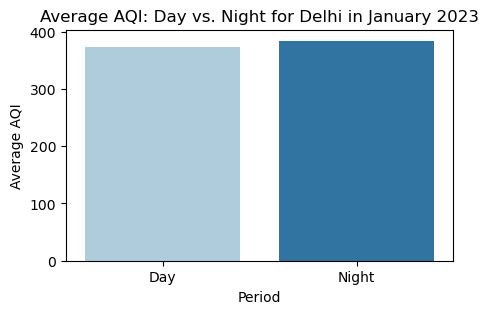 Average AQI: Day vs. Night for Delhi in January 2023
400
300
200
100
0
Average AQI
Day
Night
Period